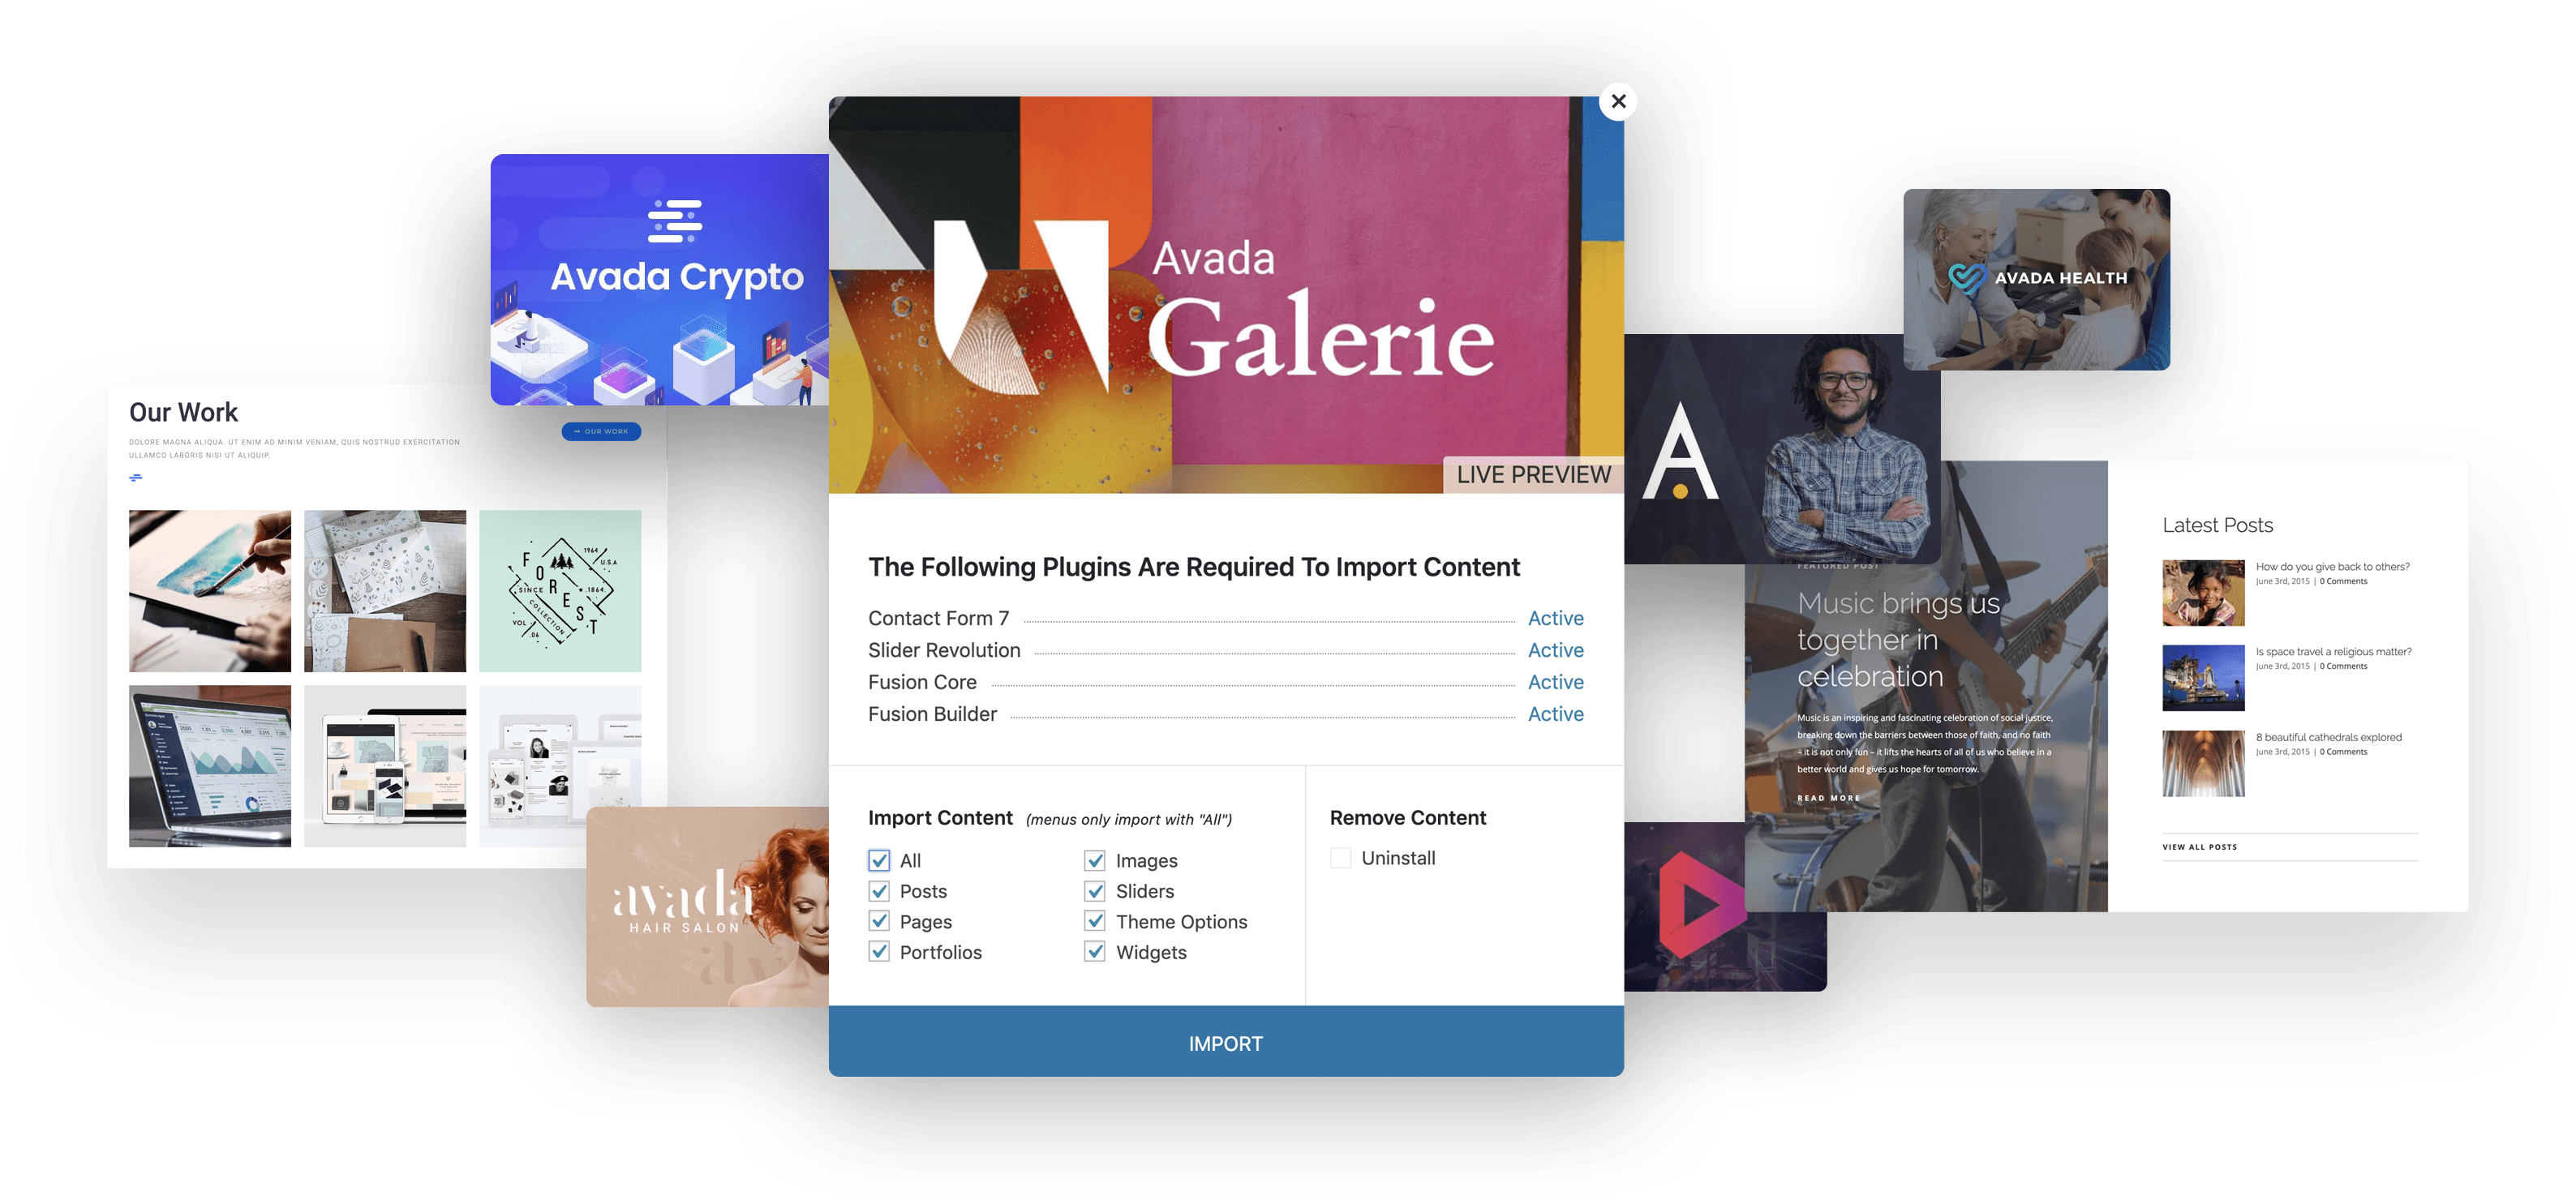 Avada Crypto
Our Work
DOLORE MAGNA ALIQUA. UT ENIM AD MINIM VENIAM, QUIS NOSTRUD EXERCITATION
ULLAMCO LABORIS NISI UT ALIQUIP.
→ OUR WORK
1964
U.S.A
FOREST
SINCE
.1864.
COLLECTION
VOL
.06
avada
HAIR SALON
Avada
Galerie
LIVE PREVIEW
The Following Plugins Are Required To Import Content
Contact Form 7 Active
Slider Revolution Active
Fusion Core Active
Fusion Builder Active
Import Content (menus only import with "All")
All
Posts
Pages
Portfolios
Images
Sliders
Theme Options
Widgets
Remove Content
Uninstall
IMPORT
AVADA HEALTH
A
FEATURED POST
Music brings us
together in
celebration
Music is an inspiring and fascinating celebration of social justice,
breaking down the barriers between those of faith, and no faith
– it is not only fun – it lifts the hearts of all of us who believe in a
better world and gives us hope for tomorrow.
READ MORE
Latest Posts
How do you give back to others?
June 3rd, 2015 | 0 Comments
Is space travel a religious matter?
June 3rd, 2015 | 0 Comments
8 beautiful cathedrals explored
June 3rd, 2015 | 0 Comments
VIEW ALL POSTS